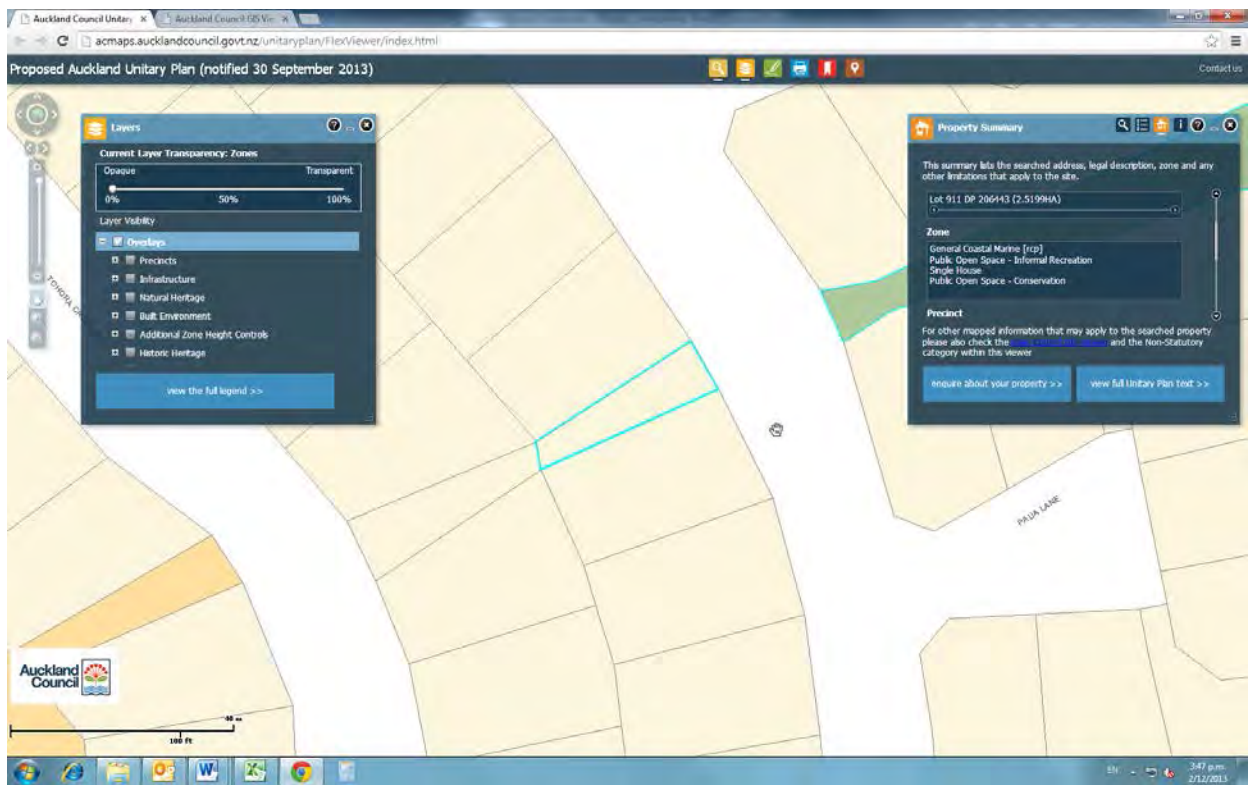 Auckland Council Unitary
Auckland Council GIS Vie
acmaps.aucklandcouncil.govt.nz/unitaryplan/FlexViewer/index.html
Proposed Auckland Unitary Plan (notified 30 September 2013)
Contact us
Layers
Current Layer Transparency: Zones
Opaque Transparent
0% 50% 100%
Layer Visibility
Overlays
Precincts
Infrastructure
Natural Heritage
Built Environment
Additional Zone Height Controls
Historic Heritage
view the full legend >>
Property Summary
This summary lists the searched address, legal description, zone and any
other limitations that apply to the site.
Lot 911 DP 206443 (2.5199HA)
Zone
General Coastal Marine [rcp]
Public Open Space - Informal Recreation
Single House
Public Open Space - Conservation
Precinct
For other mapped information that may apply to the searched property
please also check the and the Non-Statutory
category within this viewer
enquire about your property >>
view full Unitary Plan text >>
TOHORA
PAUA LANE
Auckland
Council
100 ft
EN
3:47 p.m.
2/12/2013